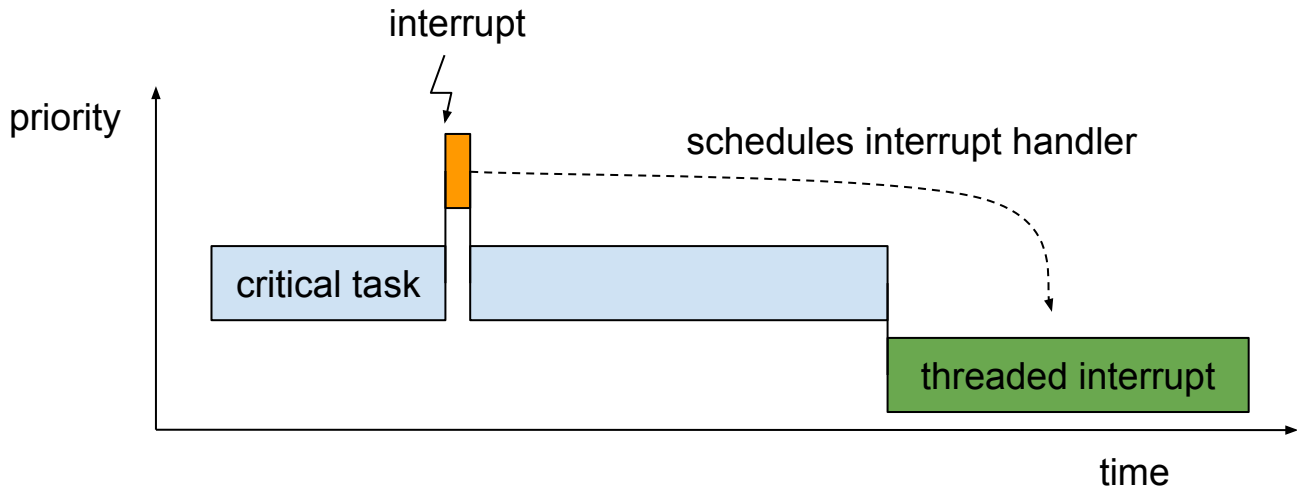 interrupt
priority
schedules interrupt handler
critical task
threaded interrupt
time